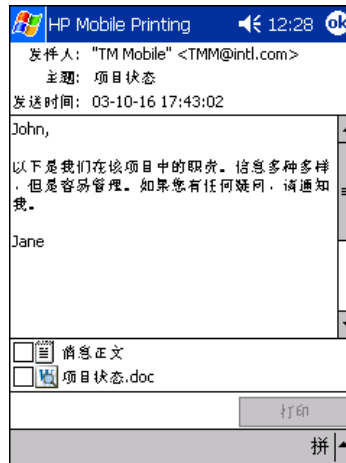 HP Mobile Printing 12:28 ok
发件人: "TM Mobile" <TMM@intl.com>
主题: 项目状态
发送时间: 03-10-16 17:43:02
John,
以下是我们在该项目中的职责。信息多种多样
，但是容易管理。如果您有任何疑问，请通知
我。
Jane
消息正文
项目状态.doc
打印
拼